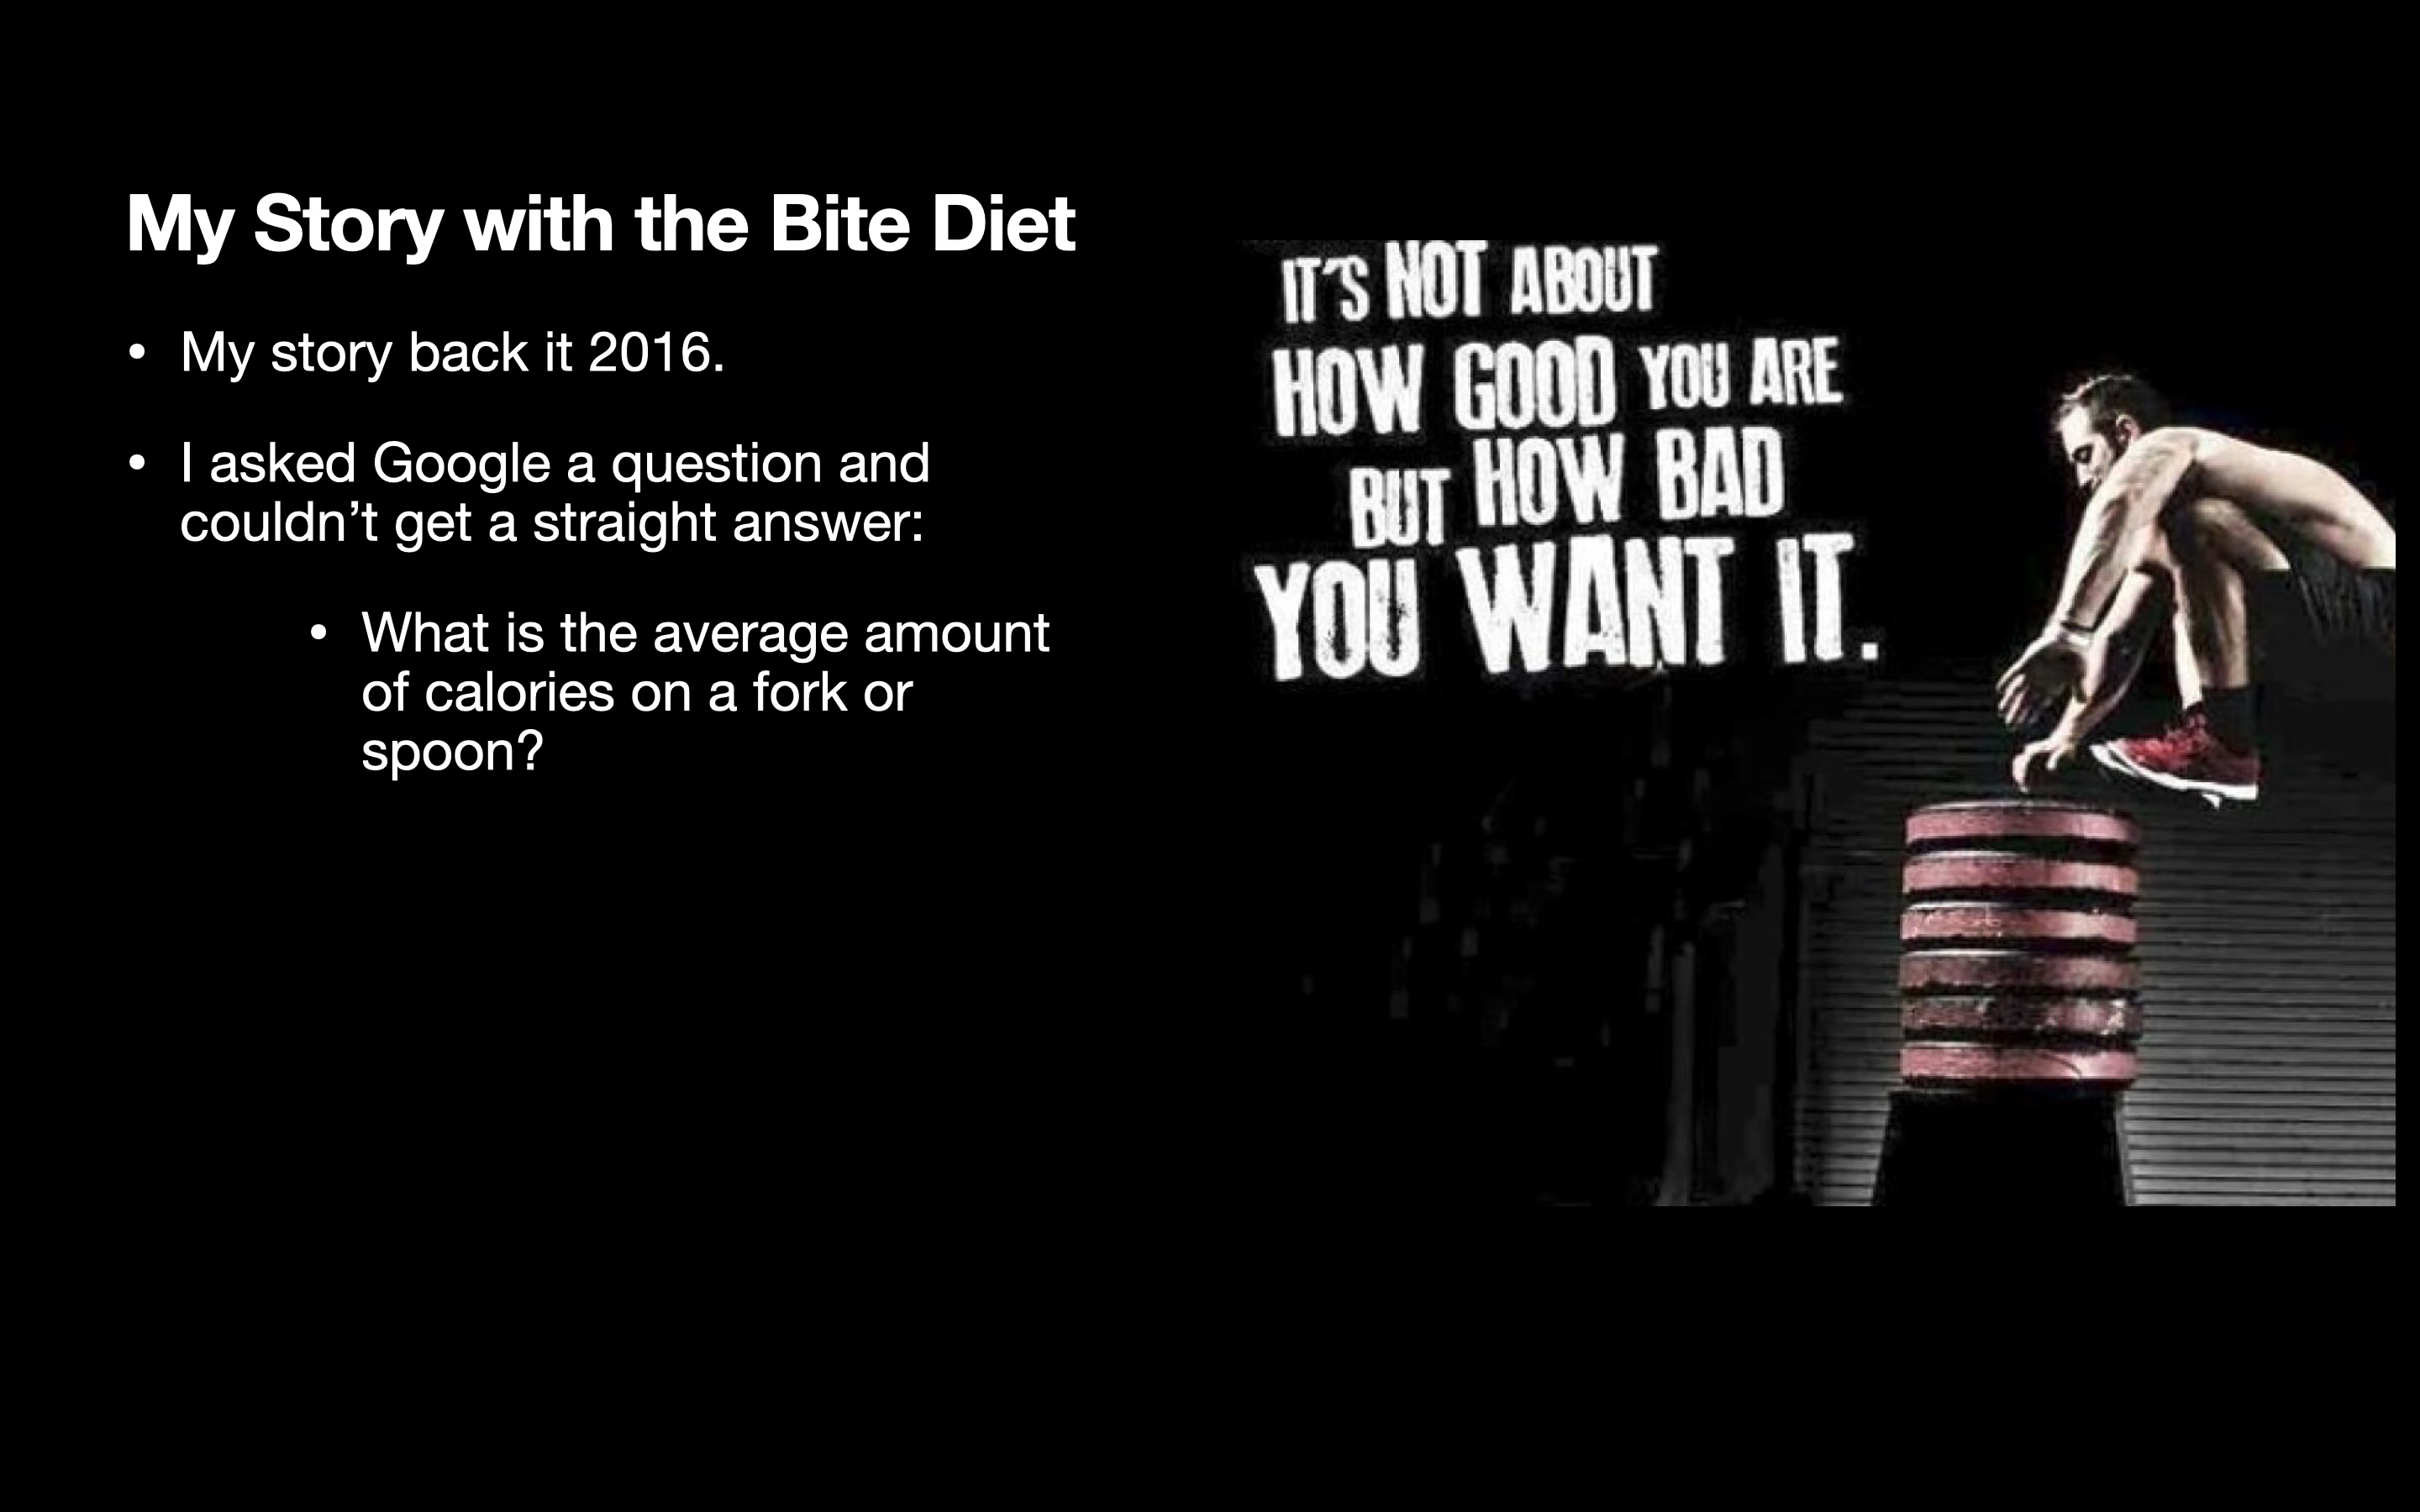 My Story with the Bite Diet
• My story back it 2016.
• I asked Google a question and
couldn’t get a straight answer:
• What is the average amount
of calories on a fork or
spoon?
IT'S NOT ABOUT
HOW GOOD YOU ARE
BUT HOW BAD
YOU WANT IT.